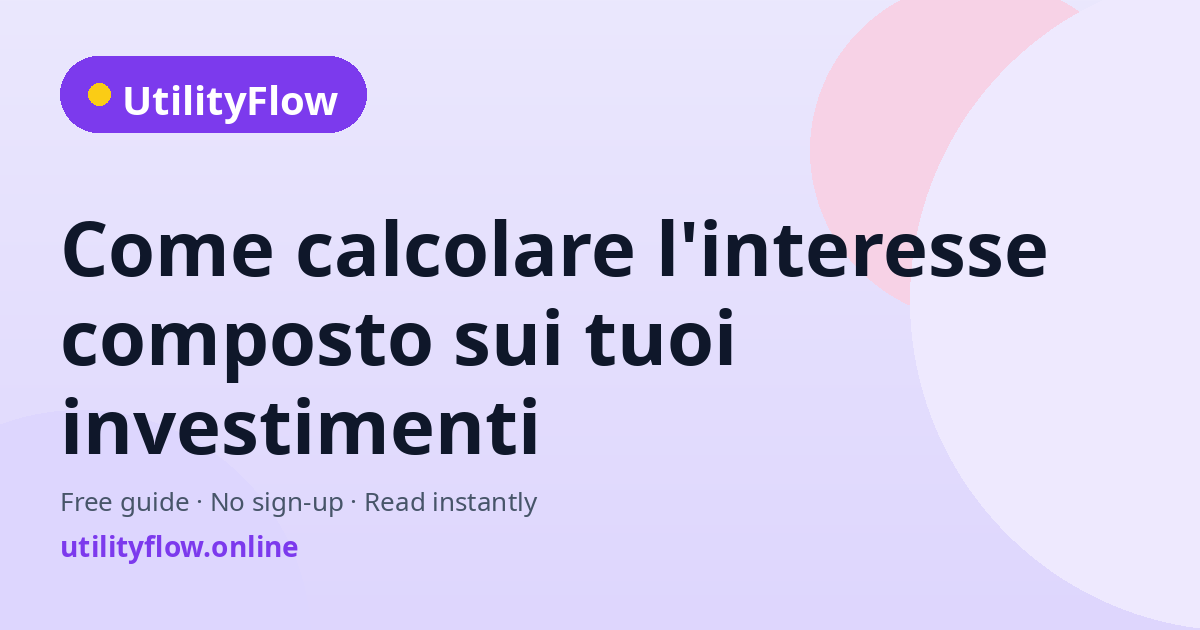 UtilityFlow
Come calcolare l'interesse
composto sui tuoi
investimenti
Free guide · No sign-up · Read instantly
utilityflow.online